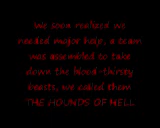 We soon realized we
needed major help, a team
was assembled to take
down the blood-thirsty
beasts, we called them
THE HOUNDS OF HELL